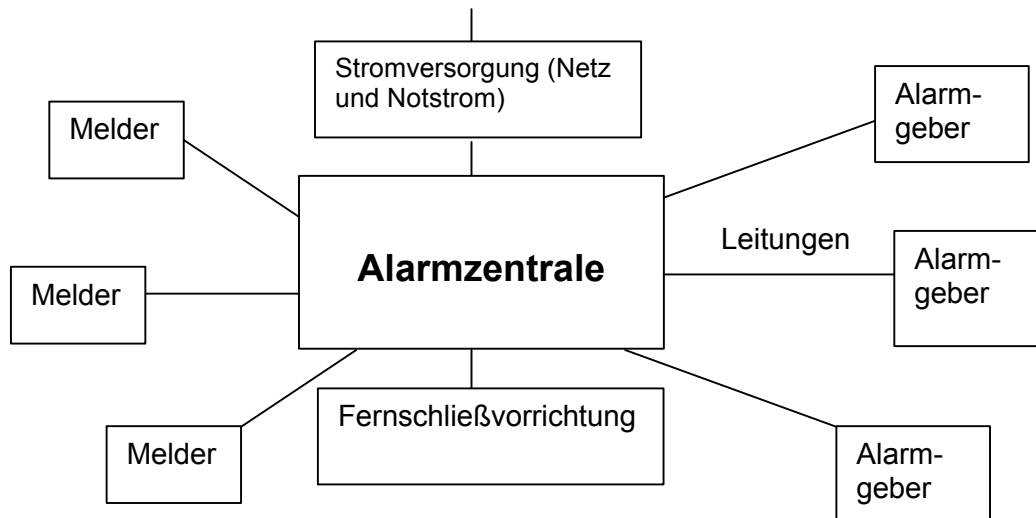 Stromversorgung (Netz
und Notstrom)
Melder
Alarm-
geber
Leitungen
Alarmzentrale
Melder
Alarm-
geber
Fernschließvorrichtung
Melder
Alarm-
geber